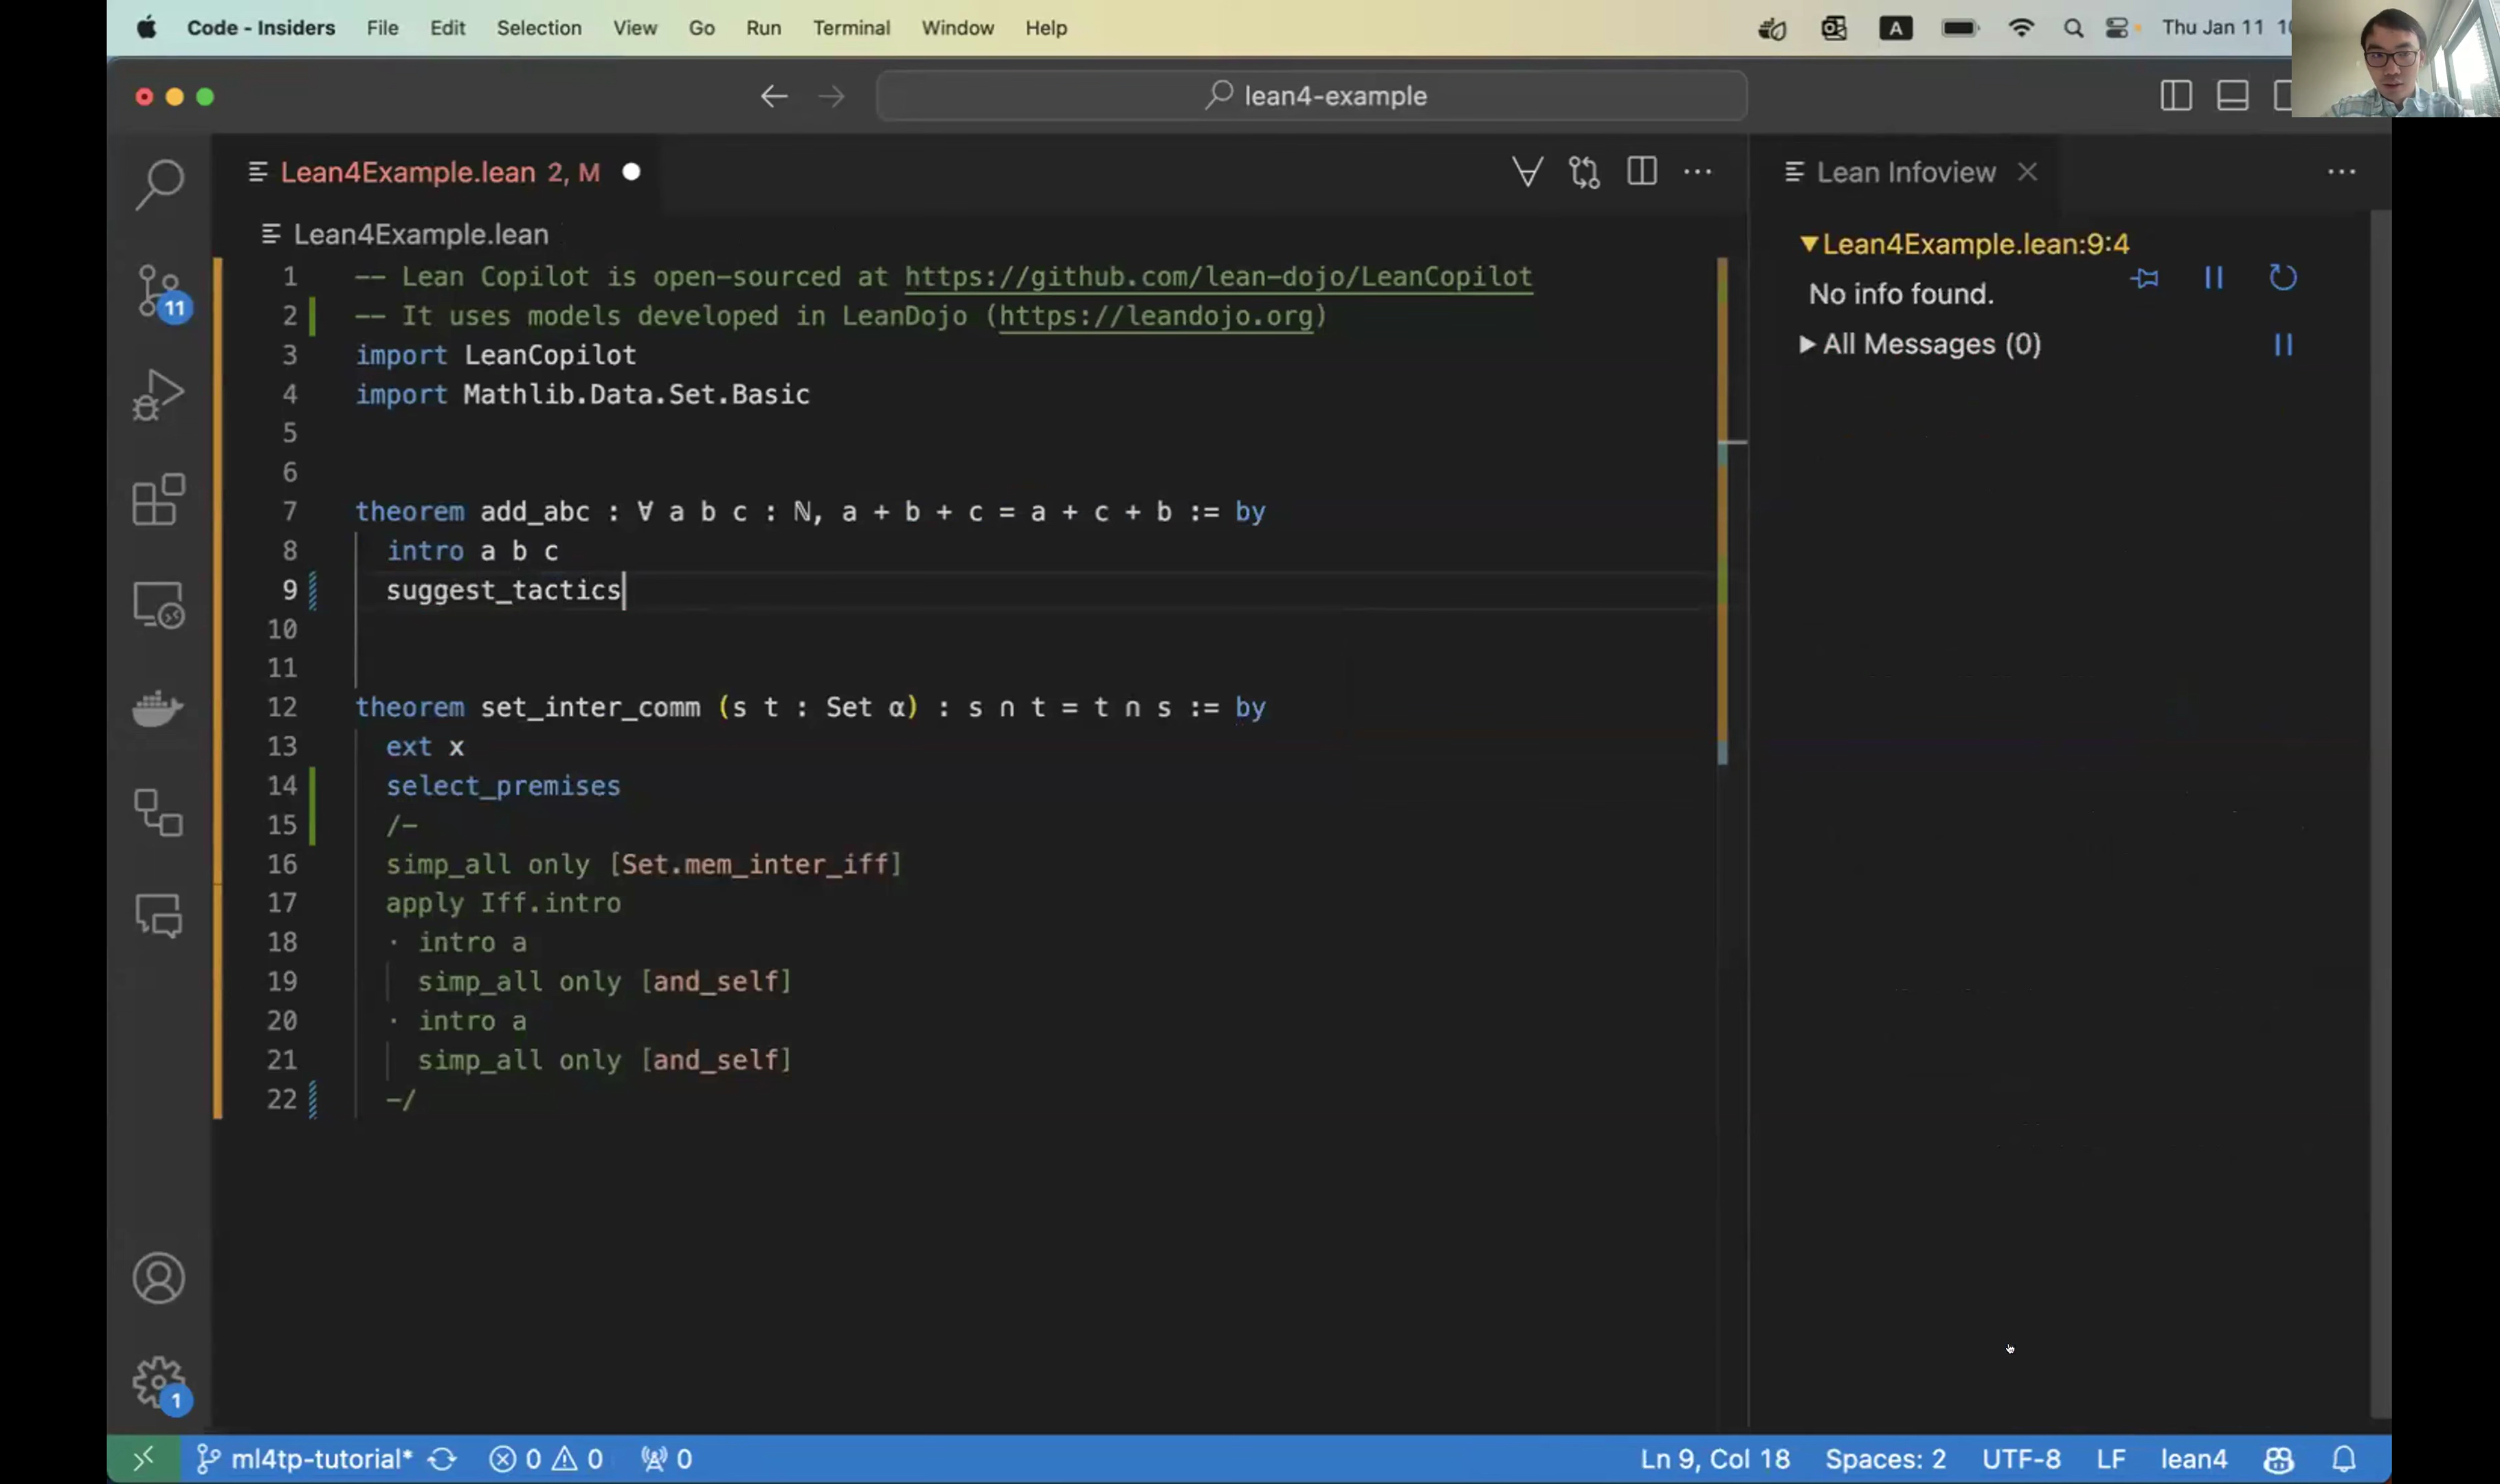 Code - Insiders File Edit Selection View Go Run Terminal Window Help A Thu Jan 11
lean4-example
Lean4Example.lean 2, M
Lean Infoview
Lean4Example.lean
Lean4Example.lean:9:4
No info found.
All Messages (0)
11
1 -- Lean Copilot is open-sourced at https://github.com/lean-dojo/LeanCopilot
2 -- It uses models developed in LeanDojo (https://leandojo.org)
3 import LeanCopilot
4 import Mathlib.Data.Set.Basic
5
6
7 theorem add_abc : ∀ a b c : ℕ, a + b + c = a + c + b := by
8 intro a b c
9 suggest_tactics
10
11
12 theorem set_inter_comm (s t : Set α) : s ∩ t = t ∩ s := by
13 ext x
14 select_premises
15 /-
16 simp_all only [Set.mem_inter_iff]
17 apply Iff.intro
18 · intro a
19 simp_all only [and_self]
20 · intro a
21 simp_all only [and_self]
22 -/
1
ml4tp-tutorial* 0 0 0 Ln 9, Col 18 Spaces: 2 UTF-8 LF lean4